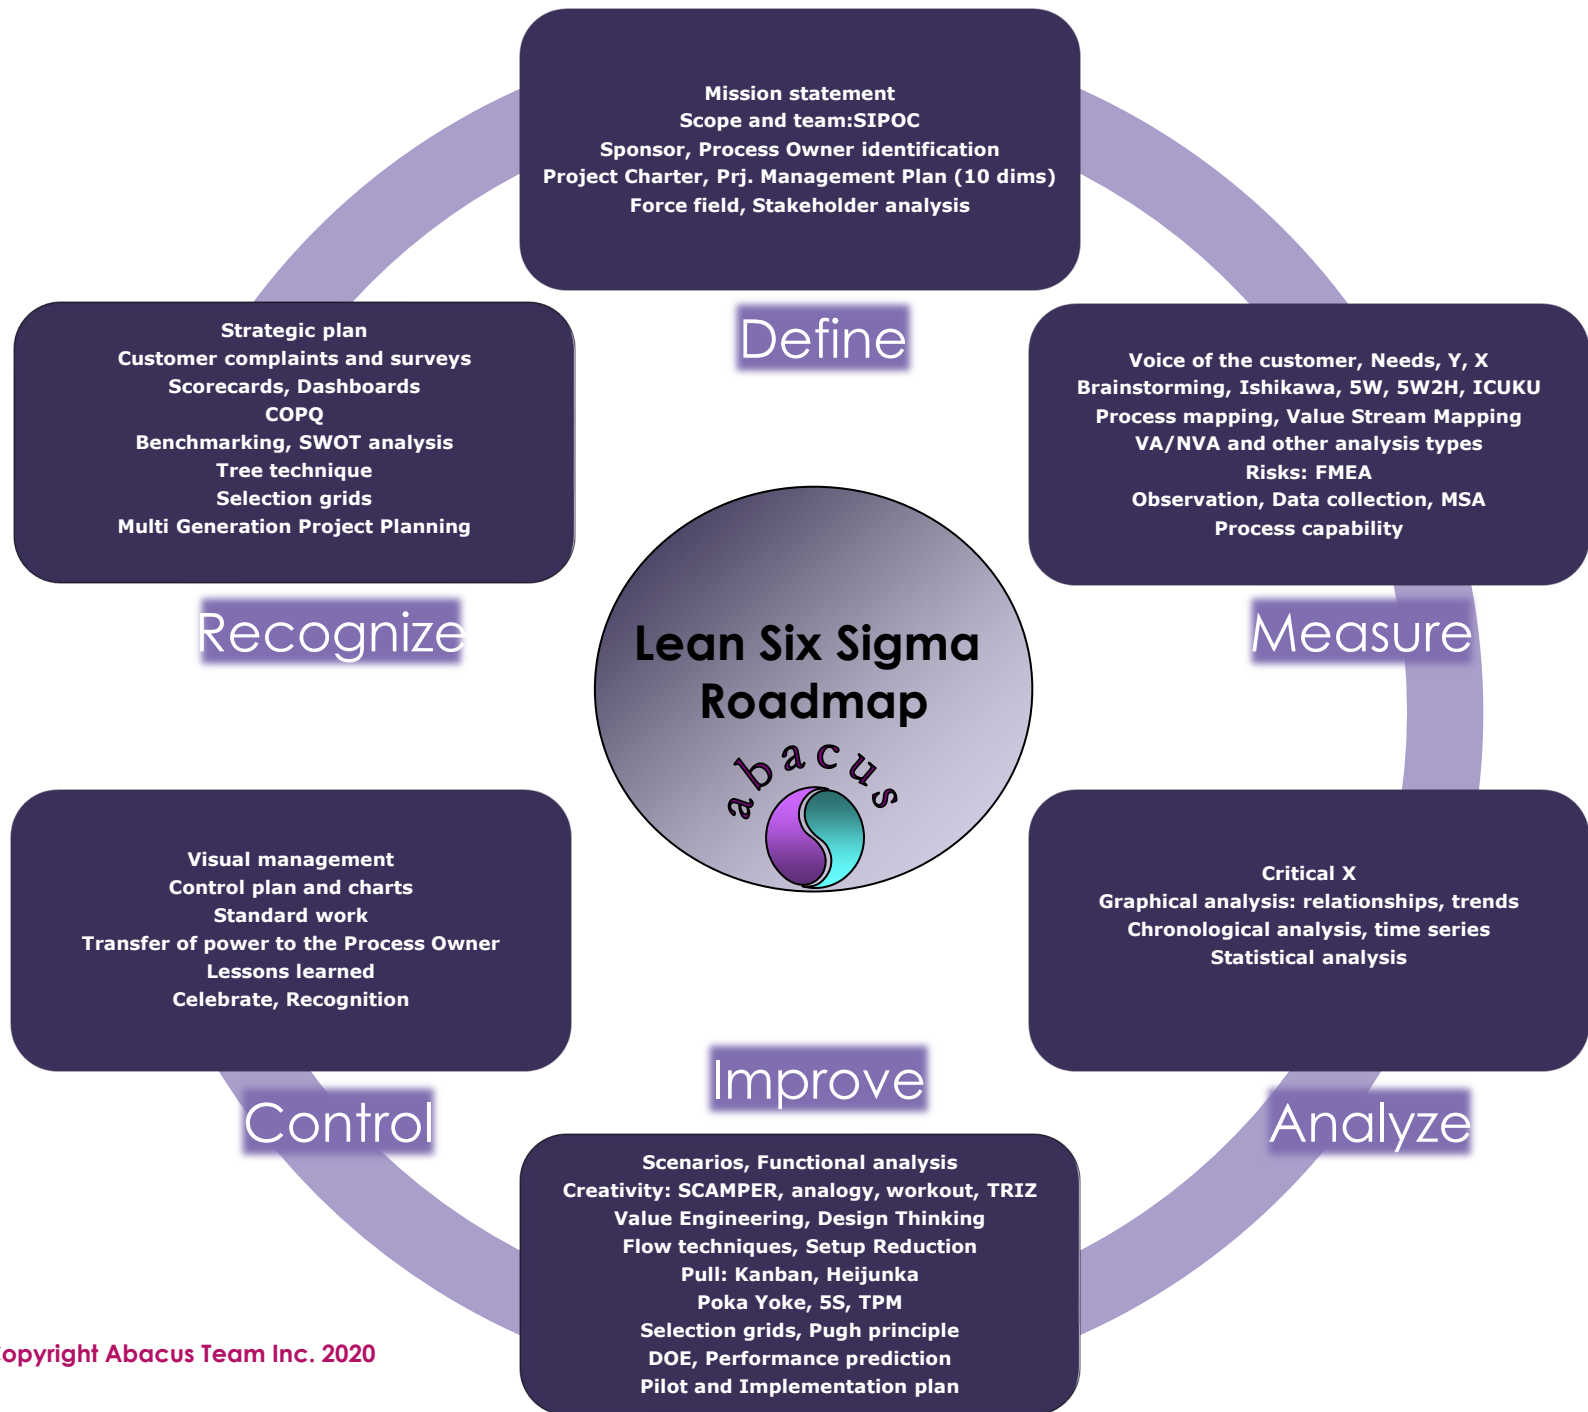 Mission statement
Scope and team:SIPOC
Sponsor, Process Owner identification
Project Charter, Prj. Management Plan (10 dims)
Force field, Stakeholder analysis
Define
Voice of the customer, Needs, Y, X
Brainstorming, Ishikawa, 5W, 5W2H, ICUKU
Process mapping, Value Stream Mapping
VA/NVA and other analysis types
Risks: FMEA
Observation, Data collection, MSA
Process capability
Measure
Critical X
Graphical analysis: relationships, trends
Chronological analysis, time series
Statistical analysis
Analyze
Improve
Scenarios, Functional analysis
Creativity: SCAMPER, analogy, workout, TRIZ
Value Engineering, Design Thinking
Flow techniques, Setup Reduction
Pull: Kanban, Heijunka
Poka Yoke, 5S, TPM
Selection grids, Pugh principle
DOE, Performance prediction
Pilot and Implementation plan
Visual management
Control plan and charts
Standard work
Transfer of power to the Process Owner
Lessons learned
Celebrate, Recognition
Control
Strategic plan
Customer complaints and surveys
Scorecards, Dashboards
COPQ
Benchmarking, SWOT analysis
Tree technique
Selection grids
Multi Generation Project Planning
Recognize
Lean Six Sigma
Roadmap
abacus
opyright Abacus Team Inc. 2020